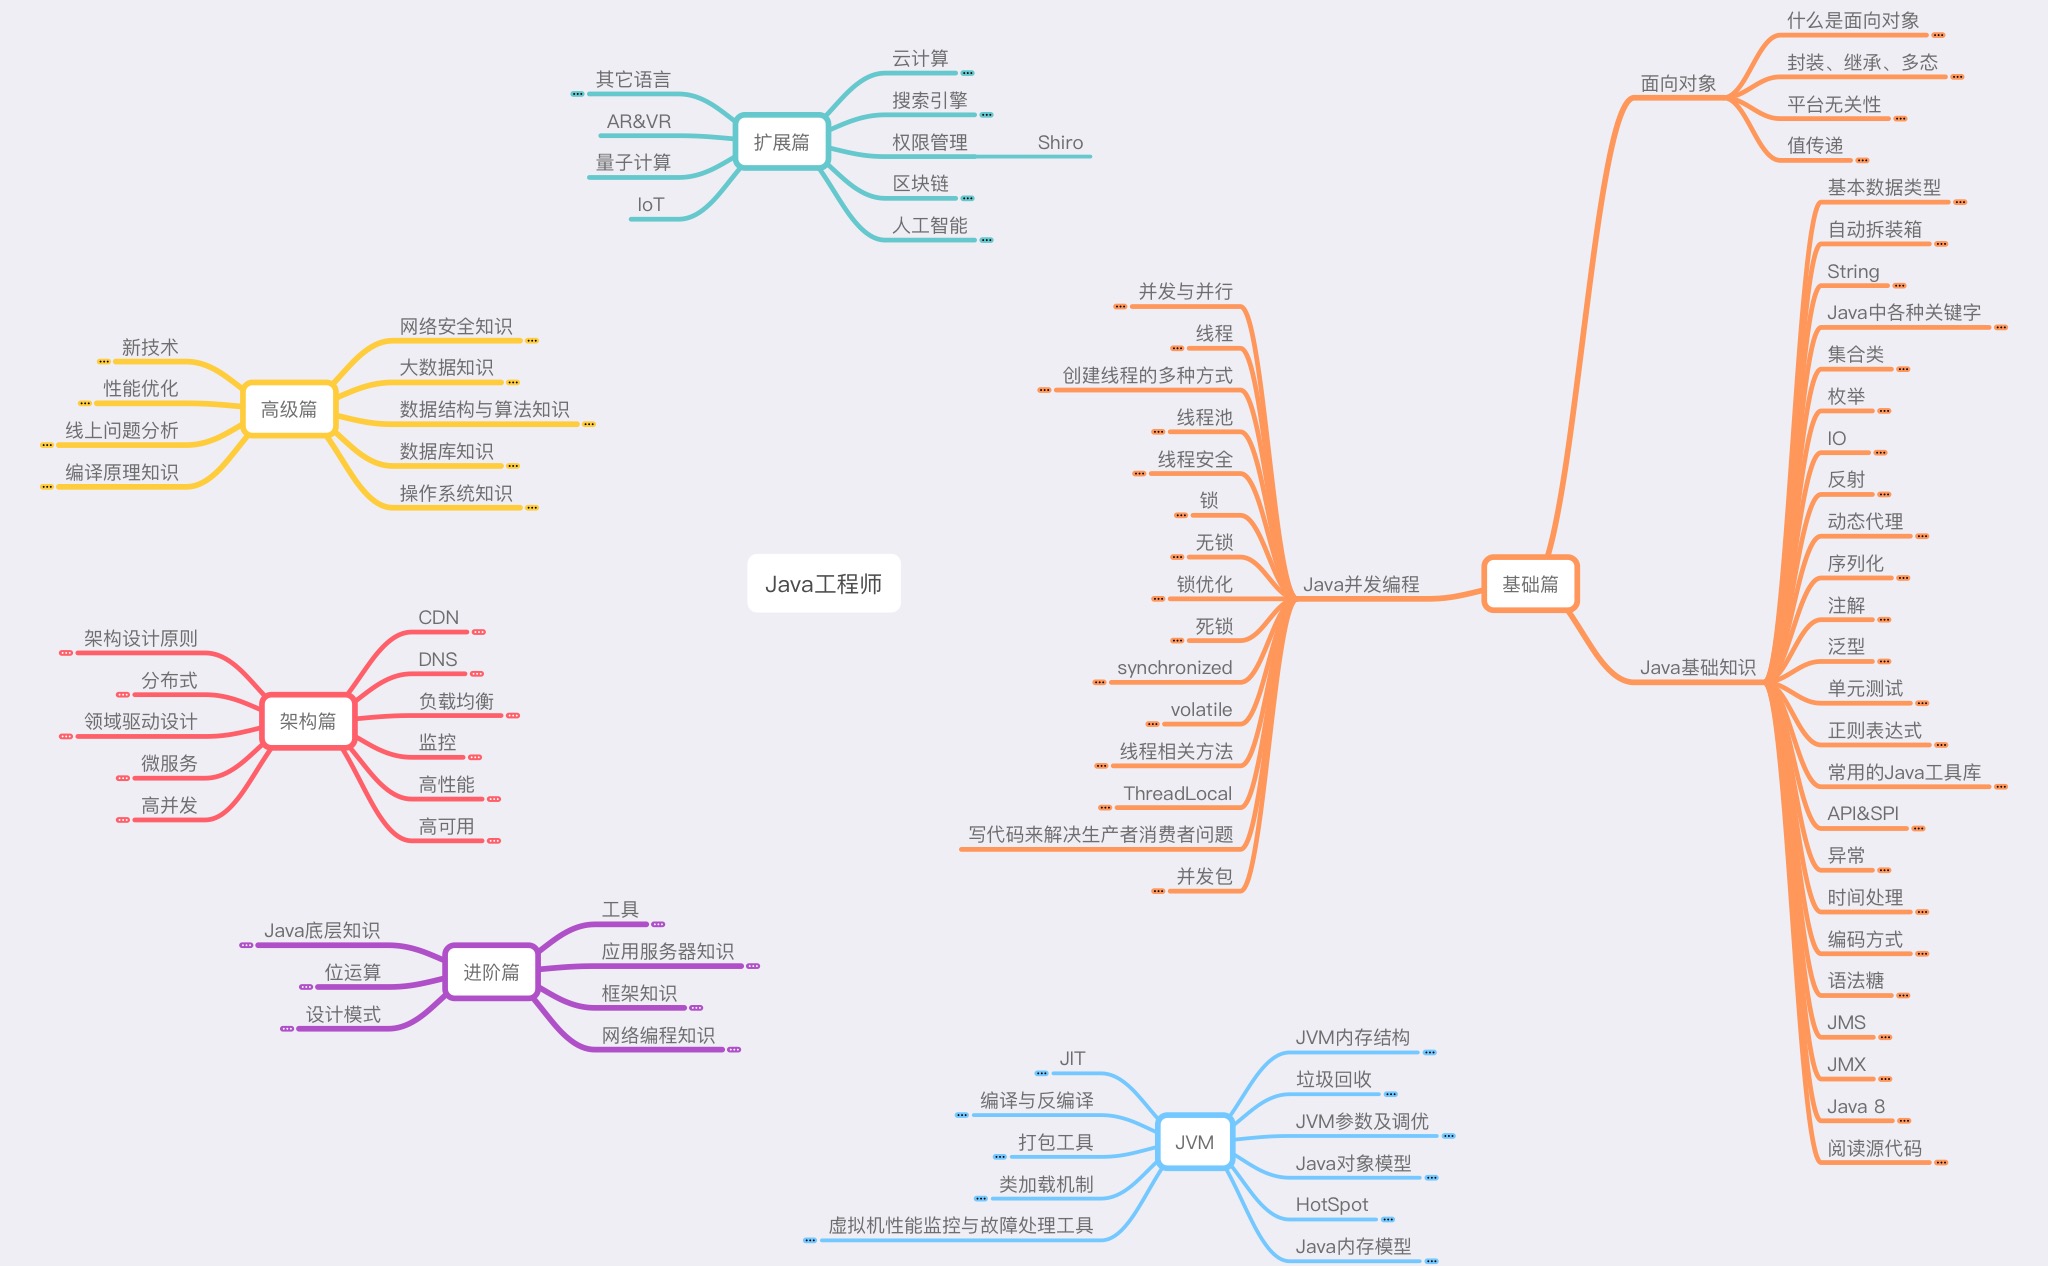 Java工程师
扩展篇
其它语言
AR&VR
量子计算
IoT
云计算
搜索引擎
权限管理
Shiro
区块链
人工智能
高级篇
新技术
性能优化
线上问题分析
编译原理知识
网络安全知识
大数据知识
数据结构与算法知识
数据库知识
操作系统知识
架构篇
架构设计原则
分布式
领域驱动设计
微服务
高并发
CDN
DNS
负载均衡
监控
高性能
高可用
进阶篇
Java底层知识
位运算
设计模式
工具
应用服务器知识
框架知识
网络编程知识
基础篇
面向对象
什么是面向对象
封装、继承、多态
平台无关性
值传递
Java基础知识
基本数据类型
自动拆装箱
String
Java中各种关键字
集合类
枚举
IO
反射
动态代理
序列化
注解
泛型
单元测试
正则表达式
常用的Java工具库
API&SPI
异常
时间处理
编码方式
语法糖
JMS
JMX
Java 8
阅读源代码
Java并发编程
并发与并行
线程
创建线程的多种方式
线程池
线程安全
锁
无锁
锁优化
死锁
synchronized
volatile
线程相关方法
ThreadLocal
写代码来解决生产者消费者问题
并发包
JVM
JIT
编译与反编译
打包工具
类加载机制
虚拟机性能监控与故障处理工具
JVM内存结构
垃圾回收
JVM参数及调优
Java对象模型
HotSpot
Java内存模型